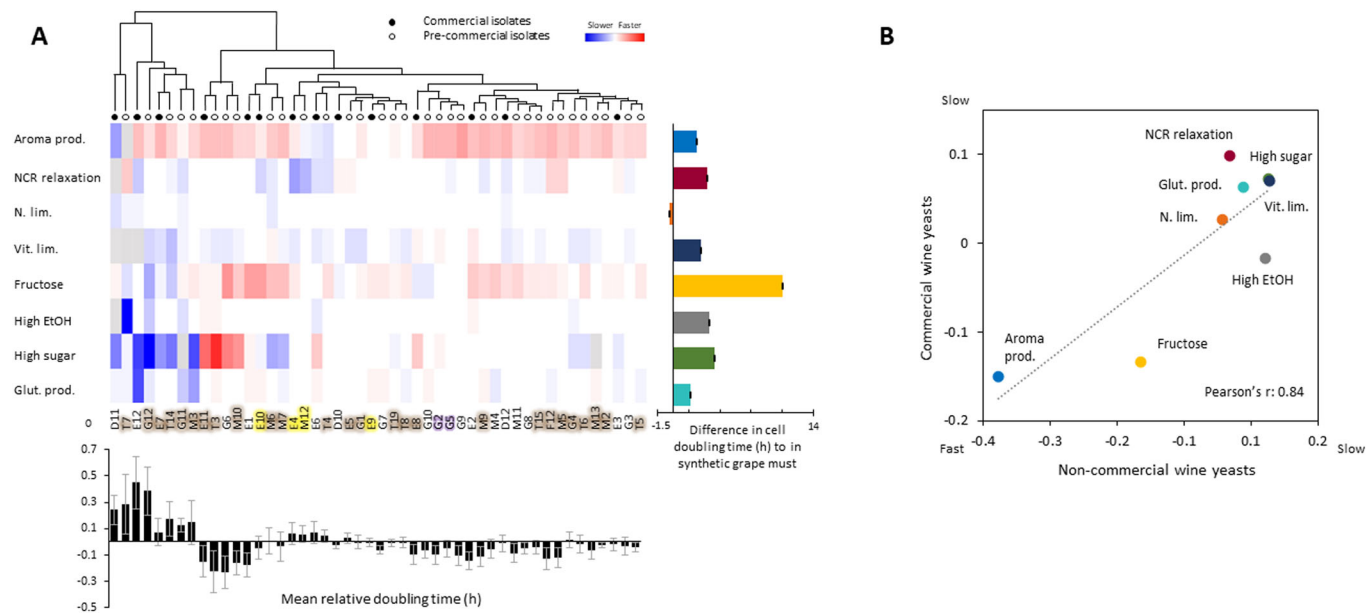 A
Commercial isolates
Pre-commercial isolates
Slower Faster
B
Aroma prod.
NCR relaxation
N. lim.
Vit. lim.
Fructose
High EtOH
High sugar
Glut. prod.
0
D11 T7 E12 G12 E7 T14 G11 M3 E11 T3 G6 M10 E1 E10 M6 M7 E4 M12 E6 T4 D10 E5 G1 E9 G7 T19 T8 E8 G10 G2 G5 G9 E2 M9 M4 D12 M11 G8 T15 F12 M5 G4 T6 M13 M2 E3 G3 T5
-1.5 14
Difference in cell
doubling time (h) to in
synthetic grape must
0.7
0.5
0.3
0.1
-0.1
-0.3
-0.5
Mean relative doubling time (h)
Slow
0.1
0
-0.1
-0.2
Commercial wine yeasts
NCR relaxation
High sugar
Glut. prod.
Vit. lim.
N. lim.
High EtOH
Aroma
prod.
Fructose
Pearson's r: 0.84
-0.4 -0.3 -0.2 -0.1 0.1 0.2
Fast Slow
Non-commercial wine yeasts